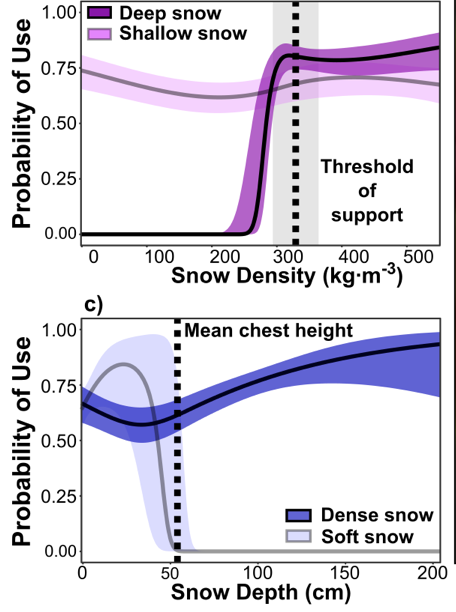 1.00
Deep snow
Shallow snow
0.75
0.50
0.25
0.00
Probability of Use
Threshold
of
support
0 100 200 300 400 500
Snow Density (kg·m⁻³)
c)
1.00
Mean chest height
0.75
0.50
0.25
0.00
Probability of Use
Dense snow
Soft snow
0 50 100 150 200
Snow Depth (cm)